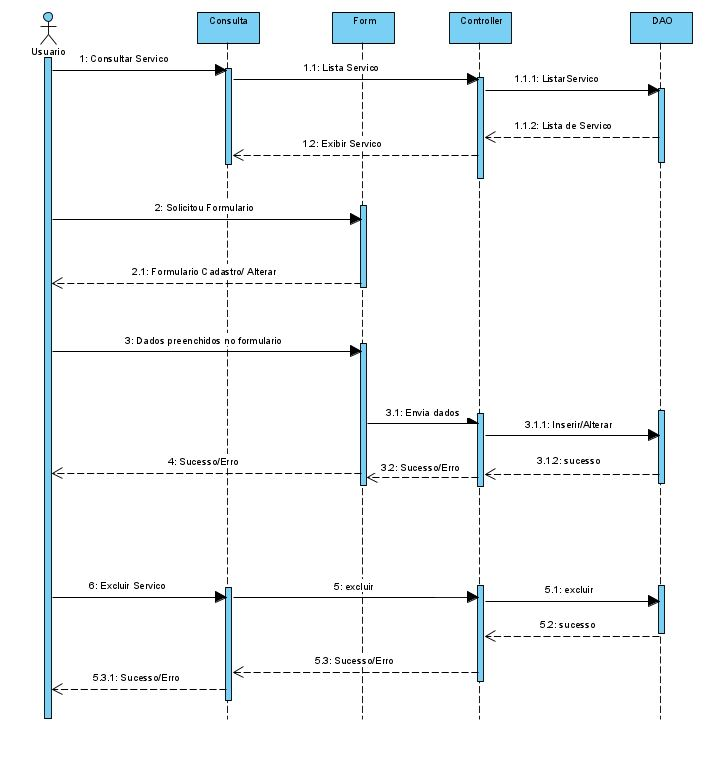 Usuario
Consulta
Form
Controller
DAO
1: Consultar Servico
1.1: Lista Servico
1.1.1: ListarServico
1.1.2: Lista de Servico
1.2: Exibir Servico
2: Solicitou Formulario
2.1: Formulario Cadastro/ Alterar
3: Dados preenchidos no formulario
3.1: Envia dados
3.1.1: Inserir/Alterar
3.1.2: sucesso
3.2: Sucesso/Erro
4: Sucesso/Erro
6: Excluir Servico
5: excluir
5.1: excluir
5.2: sucesso
5.3: Sucesso/Erro
5.3.1: Sucesso/Erro